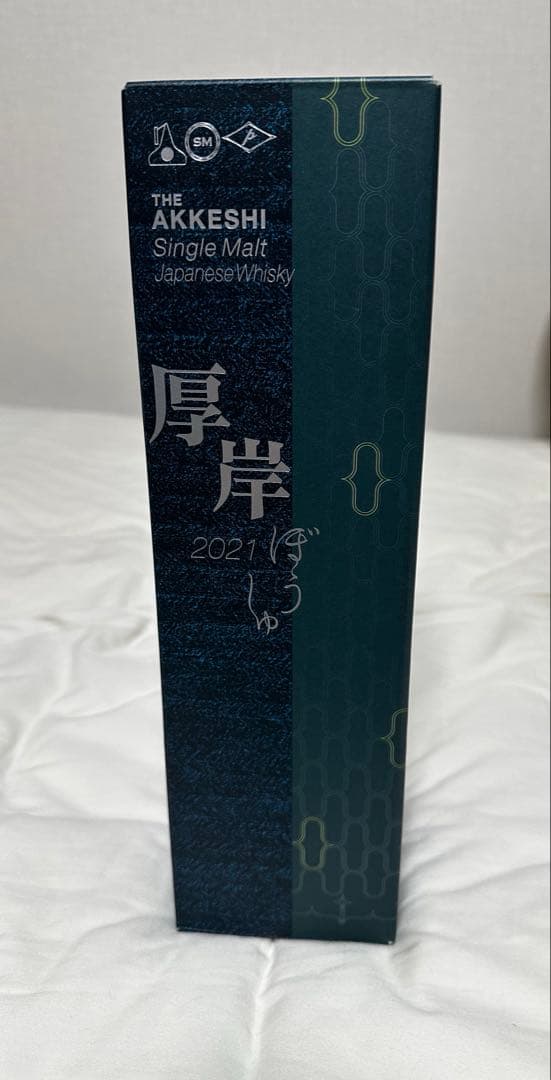 SM
THE
AKKESHI
Single Malt
Japanese Whisky
厚岸
2021 ぼうしゅ